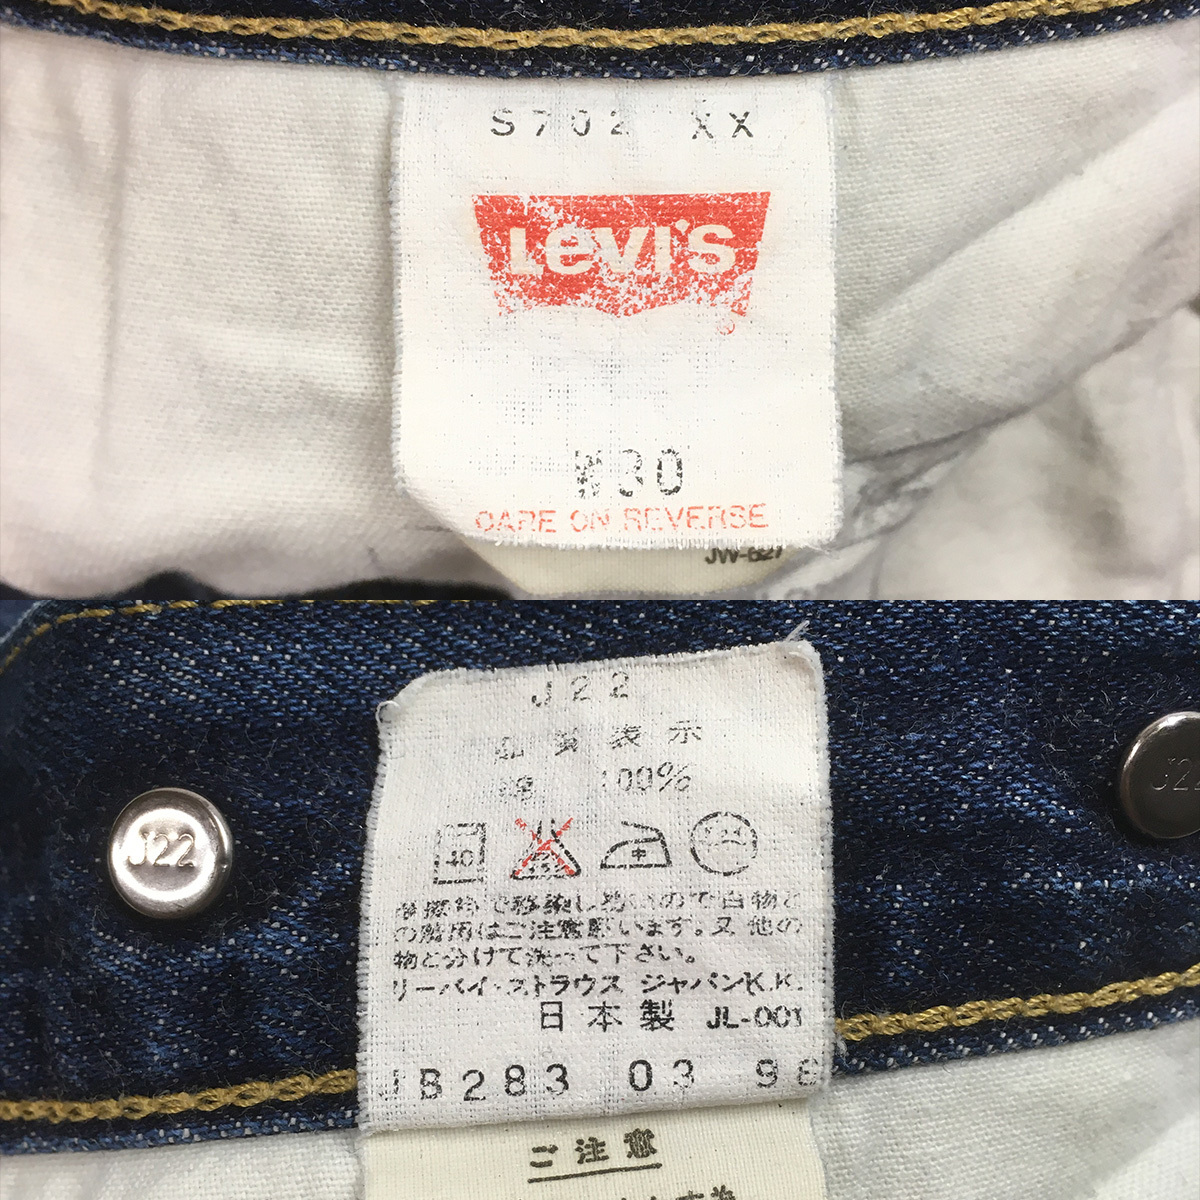 S702 XX
LEVI'S
®
W30
CARE ON REVERSE
JW-627
J22
品質表示
綿 100%
40
中
摩擦時で移染し易いので白物と
の着用はご注意願います。又他の
物と分けて洗って下さい。
リーバイ・ストラウス ジャパンK.K.
日本製 JL-001
JB283 03 96
ご注意
J22
J22